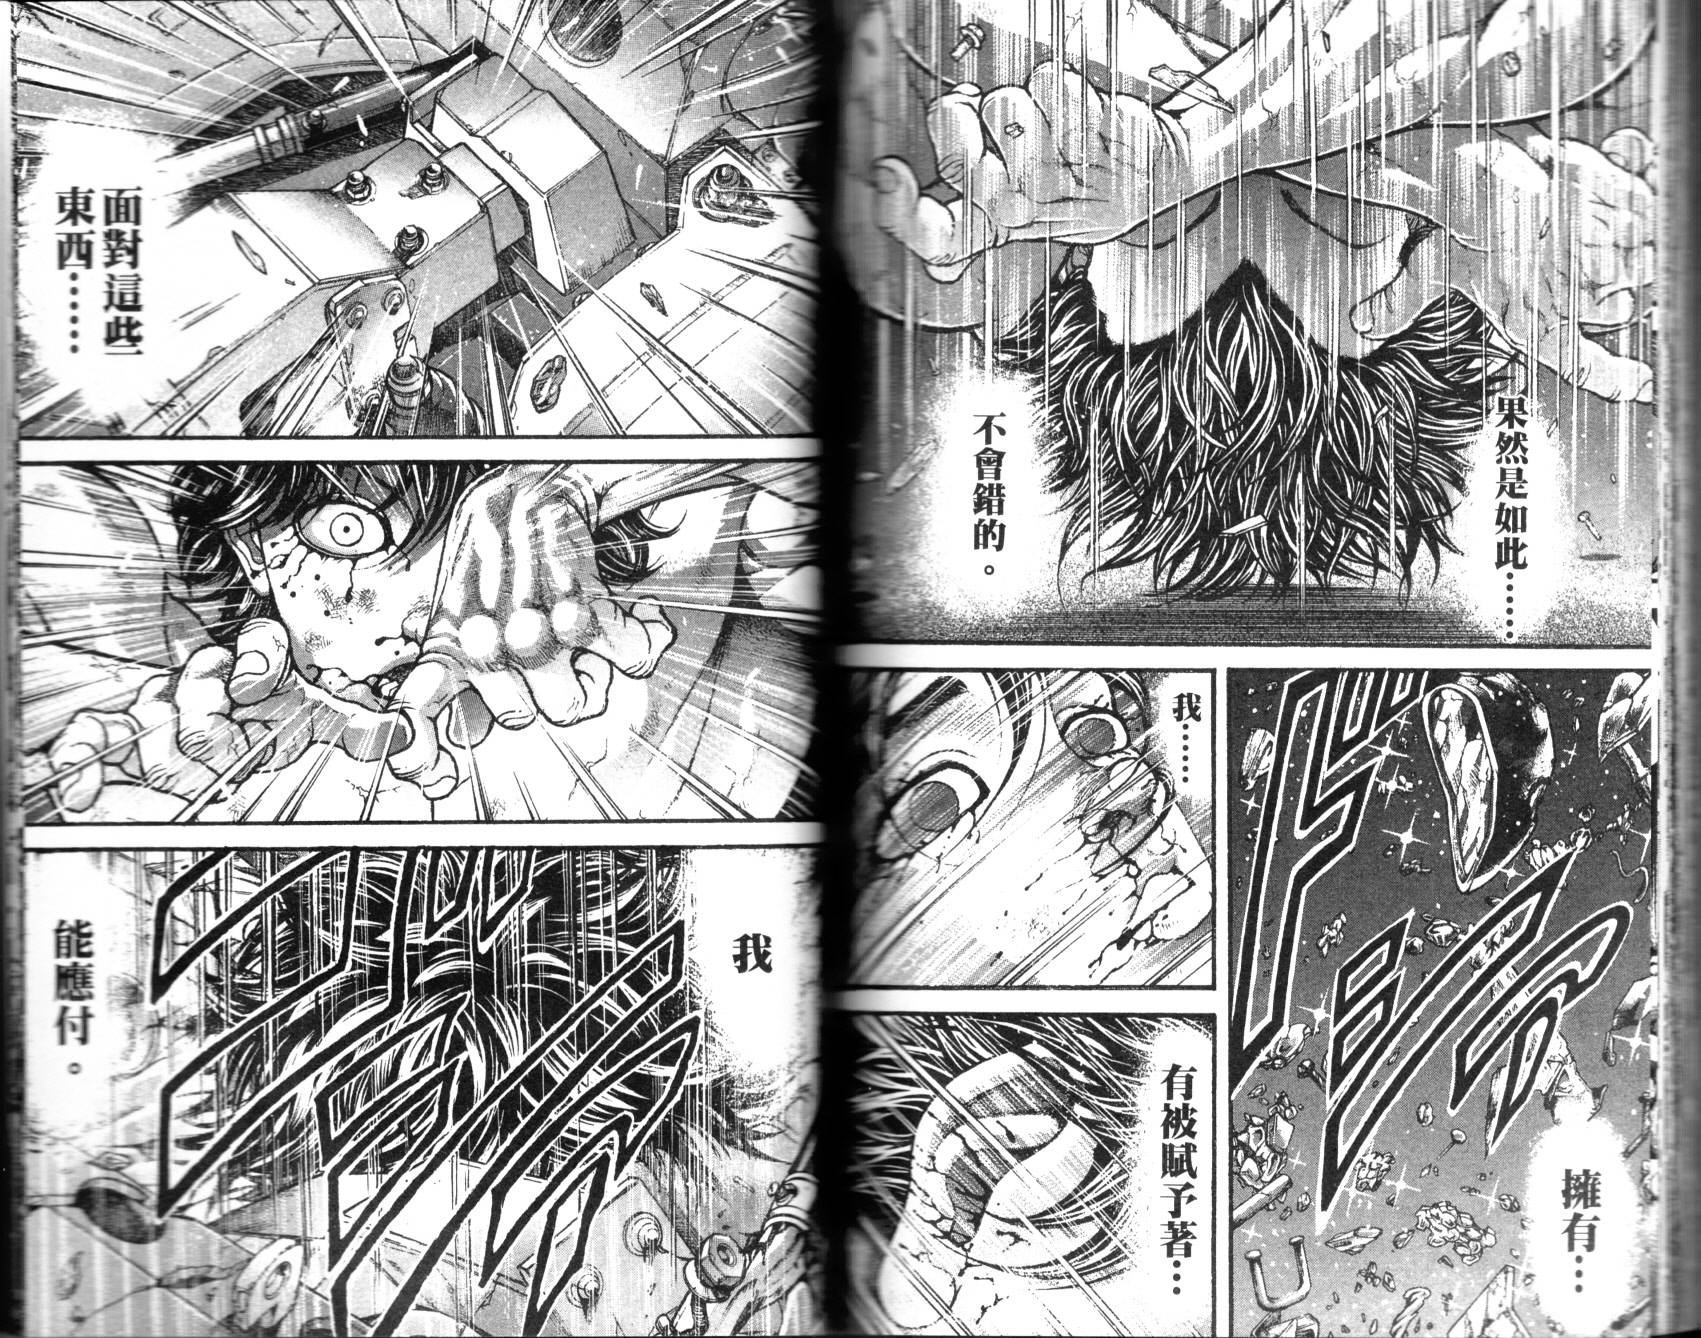 果然是如此……
不會錯的。
擁有…
我……
有被賦予著…
面對這些
東西……
我
能應付。